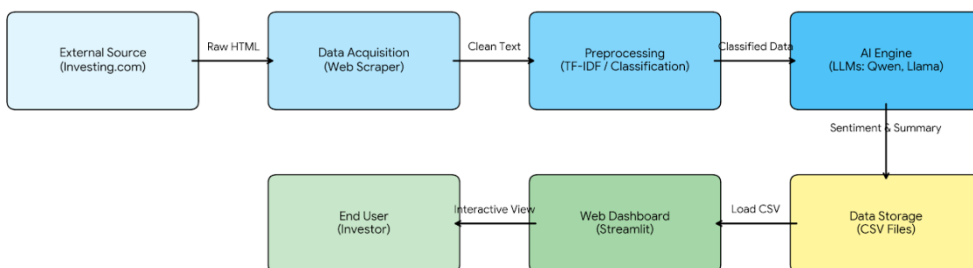 External Source
(Investing.com)
Raw HTML
Data Acquisition
(Web Scraper)
Clean Text
Preprocessing
(TF-IDF / Classification)
Classified Data
AI Engine
(LLMs: Qwen, Llama)
Sentiment & Summary
End User
(Investor)
Interactive View
Web Dashboard
(Streamlit)
Load CSV
Data Storage
(CSV Files)